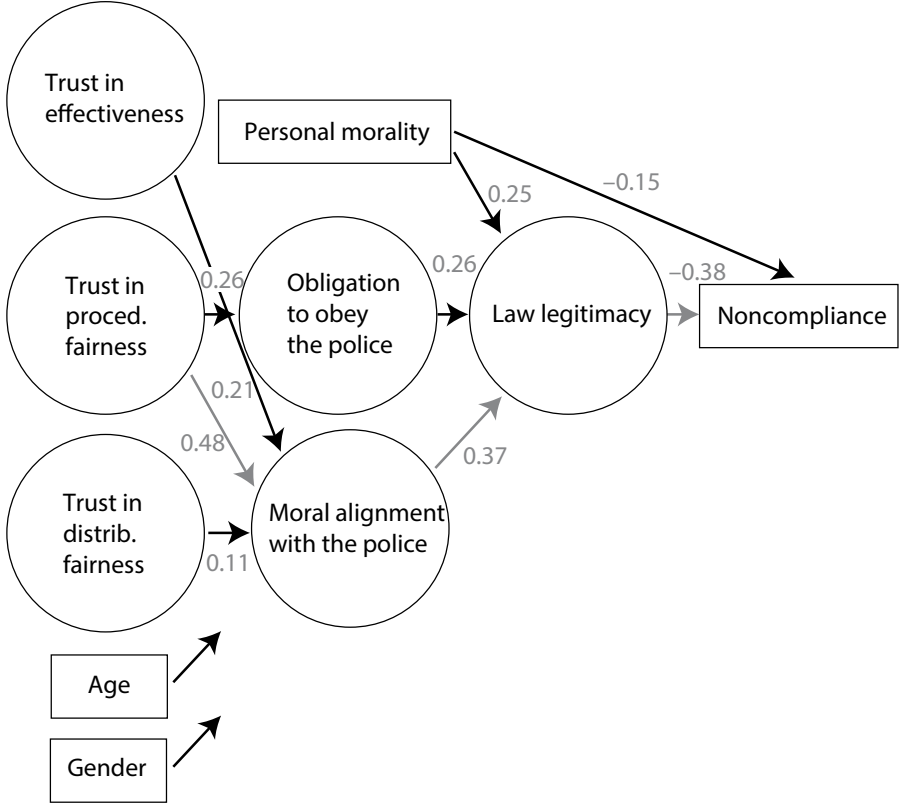 Trust in
effectiveness
Personal morality
0.25
–0.15
Trust in
proced.
fairness
0.26
Obligation
to obey
the police
0.26
Law legitimacy
–0.38
Noncompliance
0.21
0.48
0.37
Trust in
distrib.
fairness
0.11
Moral alignment
with the police
Age
Gender